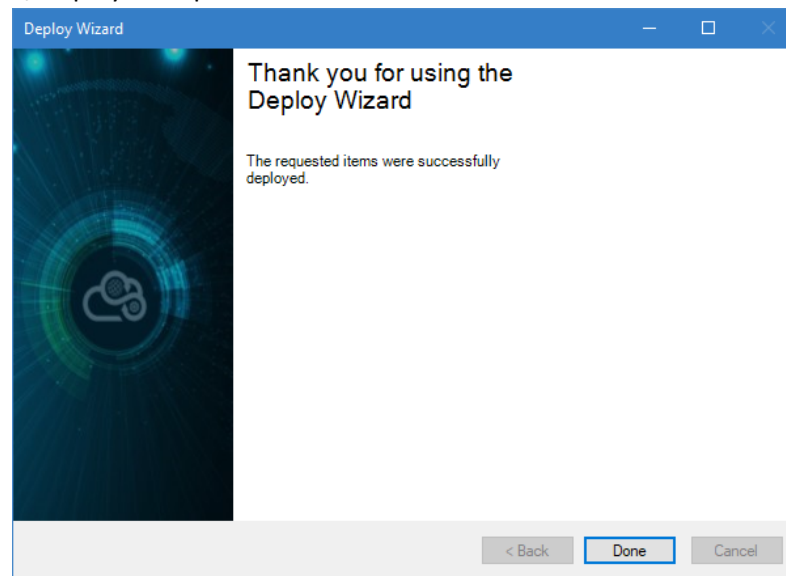 Deploy Wizard
Thank you for using the
Deploy Wizard
The requested items were successfully
deployed.
< Back
Done
Cancel